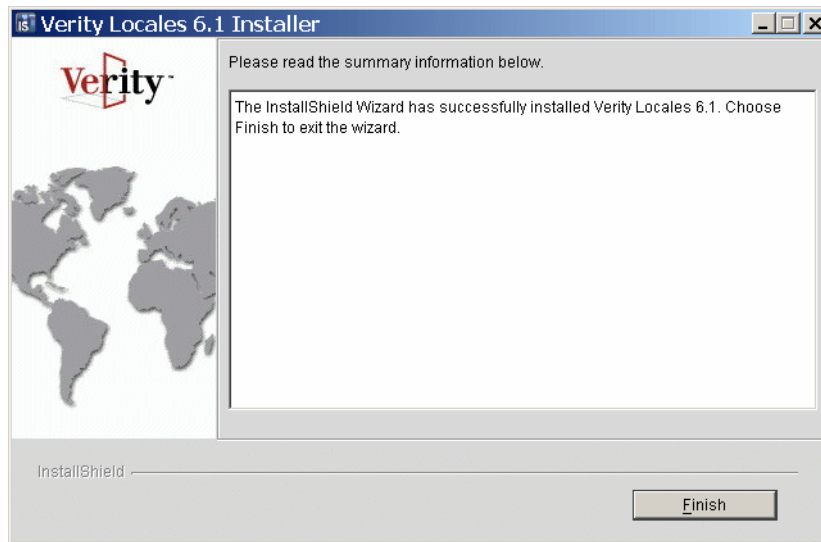 Verity Locales 6.1 Installer
Verity™
Please read the summary information below.
The InstallShield Wizard has successfully installed Verity Locales 6.1. Choose
Finish to exit the wizard.
InstallShield
Finish